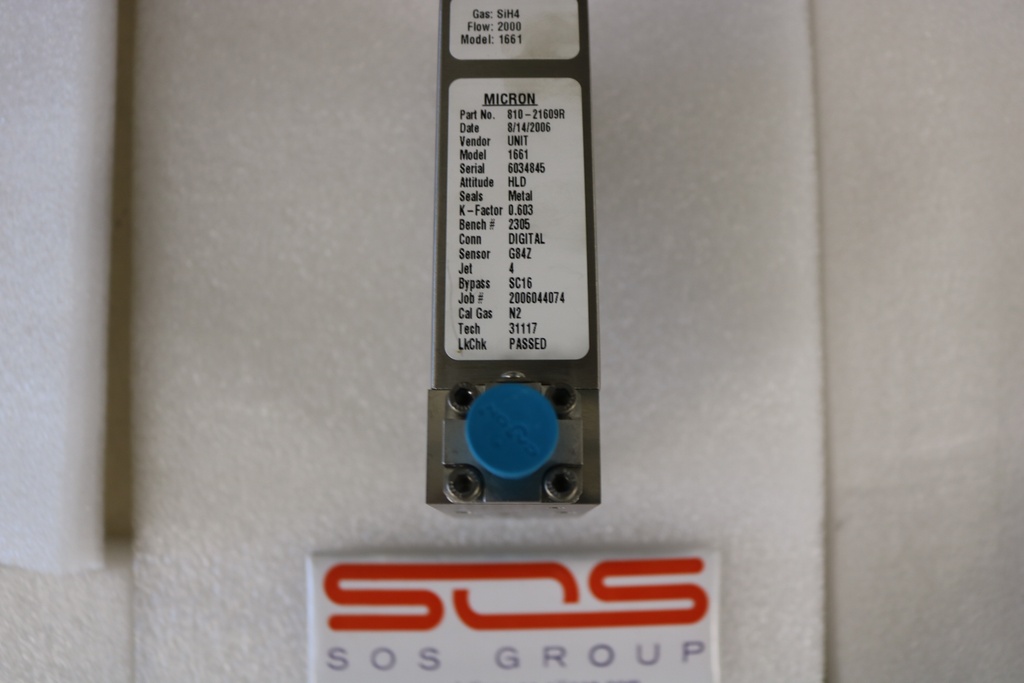 Gas: SiH4
Flow: 2000
Model: 1661
MICRON
Part No. 810-21609R
Date 8/14/2006
Vendor UNIT
Model 1661
Serial 6034845
Attitude HLD
Seals Metal
K-Factor 0.603
Bench # 2305
Conn DIGITAL
Sensor G84Z
Jet 4
Bypass SC16
Job # 2006044074
Cal Gas N2
Tech 31117
LkChk PASSED
SOS
SOS GROUP